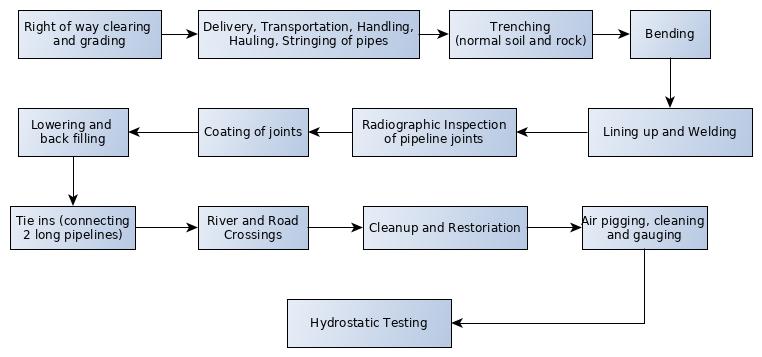 Right of way clearing
and grading
Delivery, Transportation, Handling,
Hauling, Stringing of pipes
Trenching
(normal soil and rock)
Bending
Lining up and Welding
Radiographic Inspection
of pipeline joints
Coating of joints
Lowering and
back filling
Tie ins (connecting
2 long pipelines)
River and Road
Crossings
Cleanup and Restoriation
Air pigging, cleaning
and gauging
Hydrostatic Testing